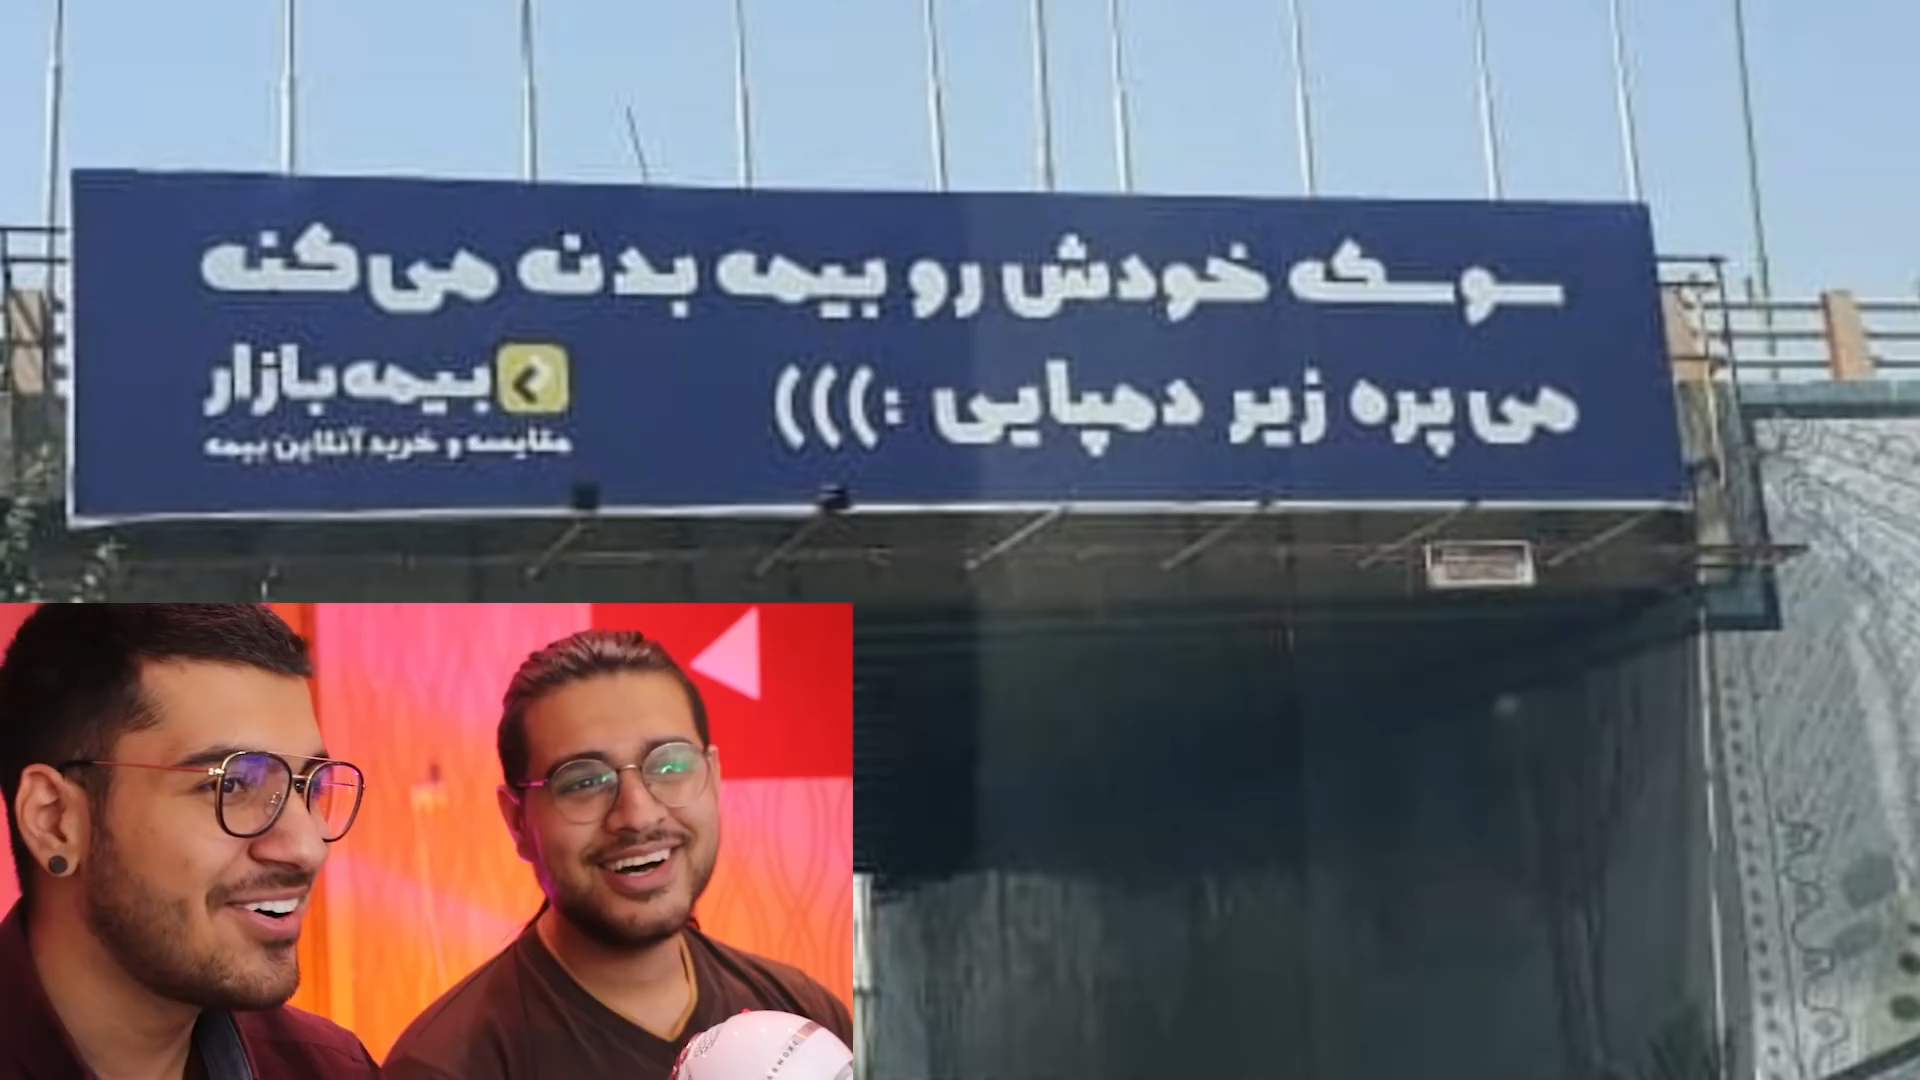 سوسک خودش رو بیمه بدنه می‌کنه
می‌پره زیر دمپایی :)))
بیمه‌بازار
مقایسه و خرید آنلاین بیمه